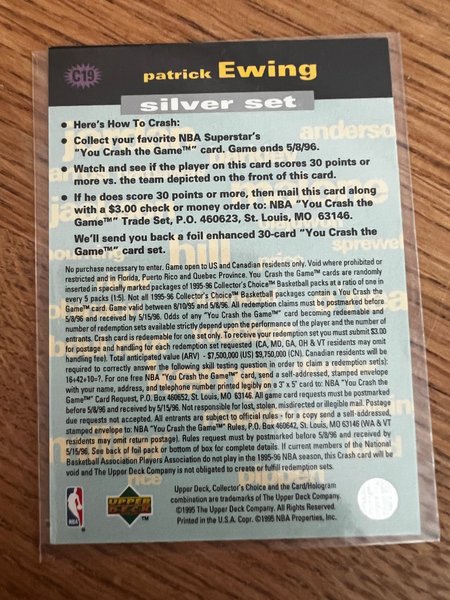 C19
patrick Ewing
silver set
• Here's How To Crash:
• Collect your favorite NBA Superstar's
"You Crash the Game™" card. Game ends 5/8/96.
• Watch and see if the player on this card scores 30 points or
more vs. the team depicted on the front of this card.
• If he does score 30 points or more, then mail this card along
with a $3.00 check or money order to: NBA "You Crash the
Game™" Trade Set, P.O. 460623, St. Louis, MO 63146.
We'll send you back a foil enhanced 30-card "You Crash the
Game™" card set.
No purchase necessary to enter. Game open to US and Canadian residents only. Void where prohibited or
restricted and in Florida, Puerto Rico and Quebec Province. You Crash the Game™ cards are randomly
inserted in specially marked packages of 1995-96 Collector's Choice™ Basketball packs at a ratio of one in
every 5 packs (1:5). Not all 1995-96 Collector's Choice™ Basketball packages contain a You Crash the
Game card. Game valid between 8/10/95 and 5/8/96. All redemption claims must be postmarked before
5/8/96 and received by 5/15/96. Odds of any "You Crash the Game™" card becoming redeemable and
number of redemption sets available strictly depend upon the performance of the player and the number of
entrants. Crash card is redeemable for one set only. To receive your redemption set you must submit $3.00
for postage and handling for each redemption set requested (CA, MD, GA, OH & VT residents may omit
handling fee). Total anticipated value (ARV) - $7,500,000 (US) $9,750,000 (CN). Canadian residents will be
required to correctly answer the following skill testing question in order to claim a redemption set(s):
16+42+10=?. For one free NBA "You Crash the Game™" card, send a self-addressed, stamped envelope
with your name, address, and telephone number printed legibly on a 3" x 5" card to: NBA "You Crash the
Game™" Card Request, P.O. Box 460652, St. Louis, MO 63146. All game card requests must be postmarked
before 5/8/96 and received by 5/15/96. Not responsible for lost, stolen, misdirected or illegible mail. Postage
due mail not accepted. All entrants are subject to official rules - for a copy send a self-addressed,
stamped envelope to: NBA "You Crash the Game™" Rules, P.O. Box 460642, St. Louis, MO 63146 (WA & VT
residents may omit return postage). Rules request must by postmarked before 5/8/96 and received by
5/15/96. See back of foil pack or bottom of box for complete details. If current members of the National
Basketball Association Players Association do not play in the 1995-96 NBA season, this Crash card will be
void and The Upper Deck Company is not obligated to create or fulfill redemption sets.
Upper Deck, Collector's Choice and the Card/Hologram
combination are trademarks of The Upper Deck Company.
©1995 The Upper Deck Company. All Rights Reserved.
Printed in the U.S.A. Copr. ©1995 NBA Properties, Inc.
NBA
UPPER
DECK ™